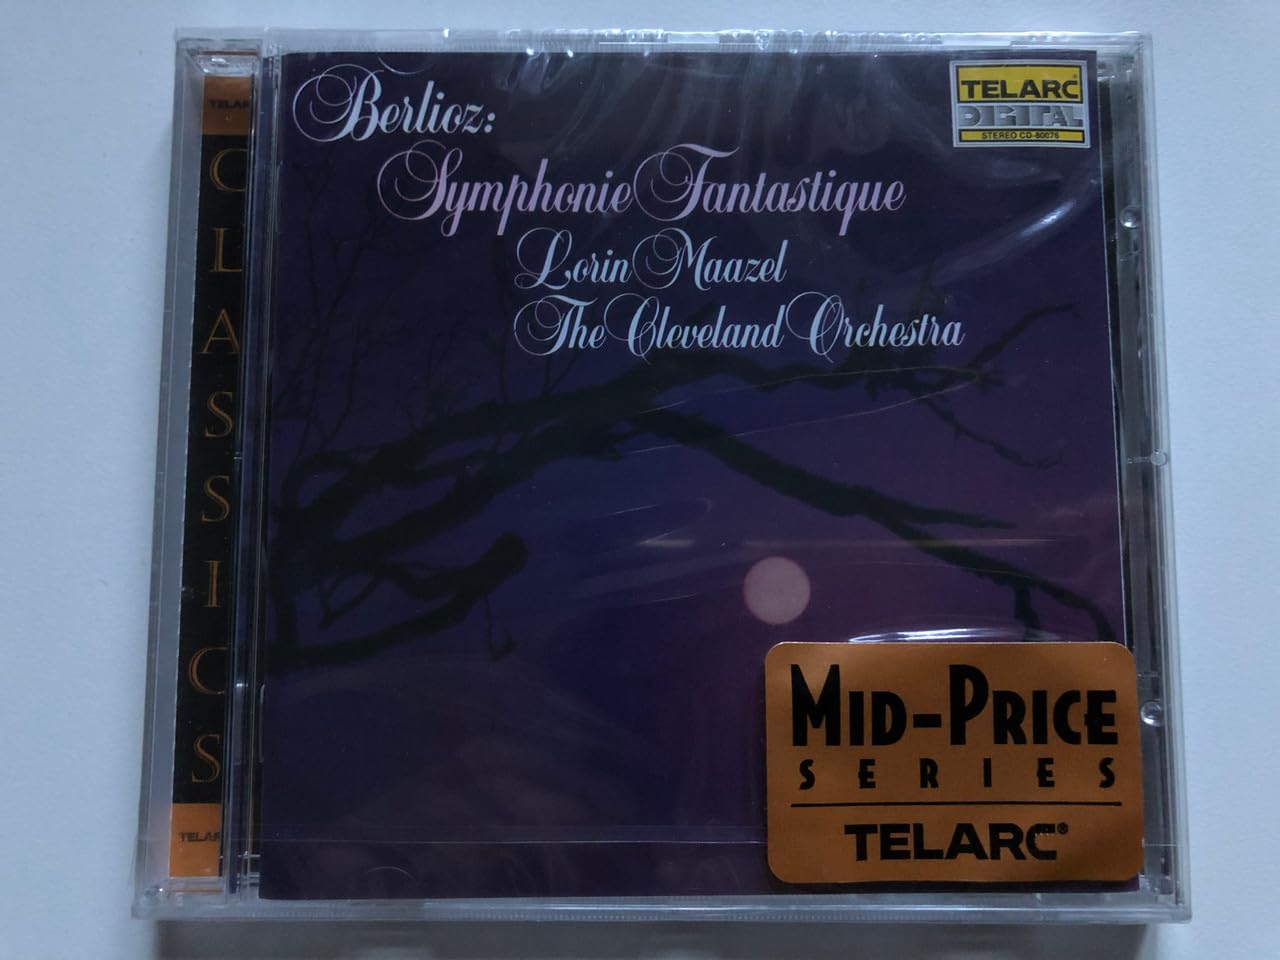 Berlioz:
Symphonie Fantastique
Lorin Maazel
The Cleveland Orchestra
TELARC®
DIGITAL
STEREO CD-80076
TELARC
CLASSICS
TELARC
MID-PRICE
SERIES
TELARC®